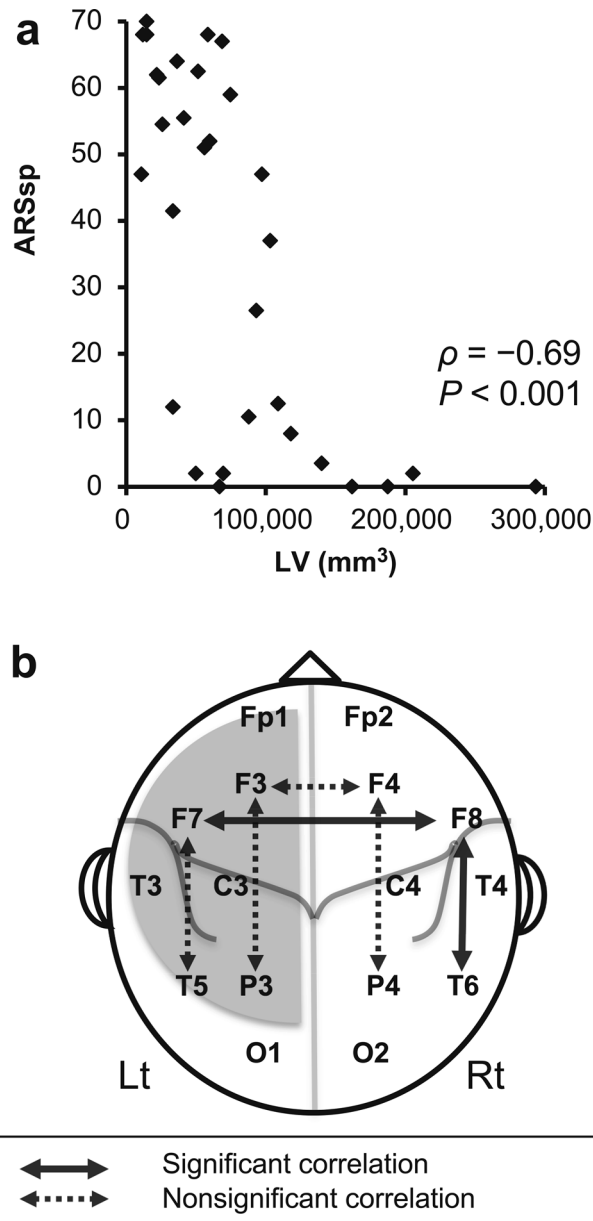 a
70
60
50
40
30
20
10
0
ARSsp
ρ = −0.69
P < 0.001
0 100,000 200,000 300,000
LV (mm³)
b
Fp1 Fp2
F3 F4
F7 F8
T3 C3 C4 T4
T5 P3 P4 T6
O1 O2
Lt Rt
Significant correlation
Nonsignificant correlation